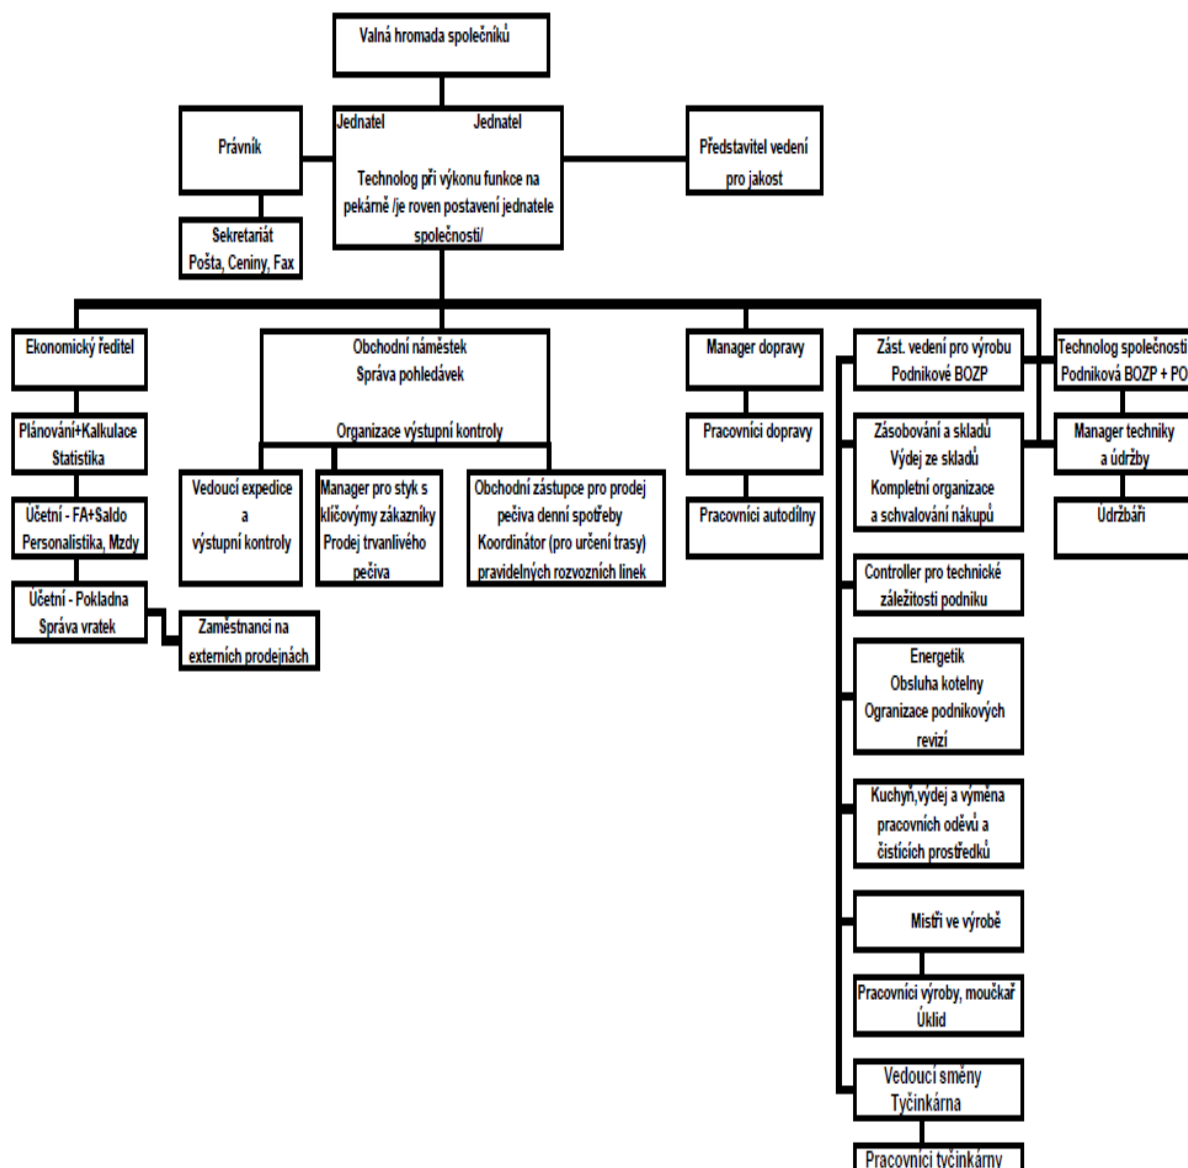 Valná hromada společníků
Jednatel Jednatel
Technolog při výkonu funkce na
pekárně /je roven postavení jednatele
společnosti/
Právník
Představitel vedení
pro jakost
Sekretariát
Pošta, Ceniny, Fax
Ekonomický ředitel
Plánování+Kalkulace
Statistika
Účetní - FA+Saldo
Personalistika, Mzdy
Účetní - Pokladna
Správa vratek
Zaměstnanci na
externích prodejnách
Obchodní náměstek
Správa pohledávek
Organizace výstupní kontroly
Vedoucí expedice
a
výstupní kontroly
Manager pro styk s
klíčovýmy zákazníky
Prodej trvanlivého
pečiva
Obchodní zástupce pro prodej
pečiva denní spotřeby
Koordinátor (pro určení trasy)
pravidelných rozvozních linek
Manager dopravy
Pracovníci dopravy
Pracovníci autodílny
Zást. vedení pro výrobu
Podnikové BOZP
Zásobování a skladů
Výdej ze skladů
Kompletní organizace
a schvalování nákupů
Controller pro technické
záležitosti podniku
Energetik
Obsluha kotelny
Ogranizace podnikových
revizí
Kuchyň,výdej a výměna
pracovních oděvů a
čistících prostředků
Mistři ve výrobě
Pracovníci výroby, moučkař
Úklid
Vedoucí směny
Tyčinkárna
Pracovníci tyčinkárny
Technolog společnosti
Podniková BOZP + PO
Manager techniky
a údržby
Údržbáři